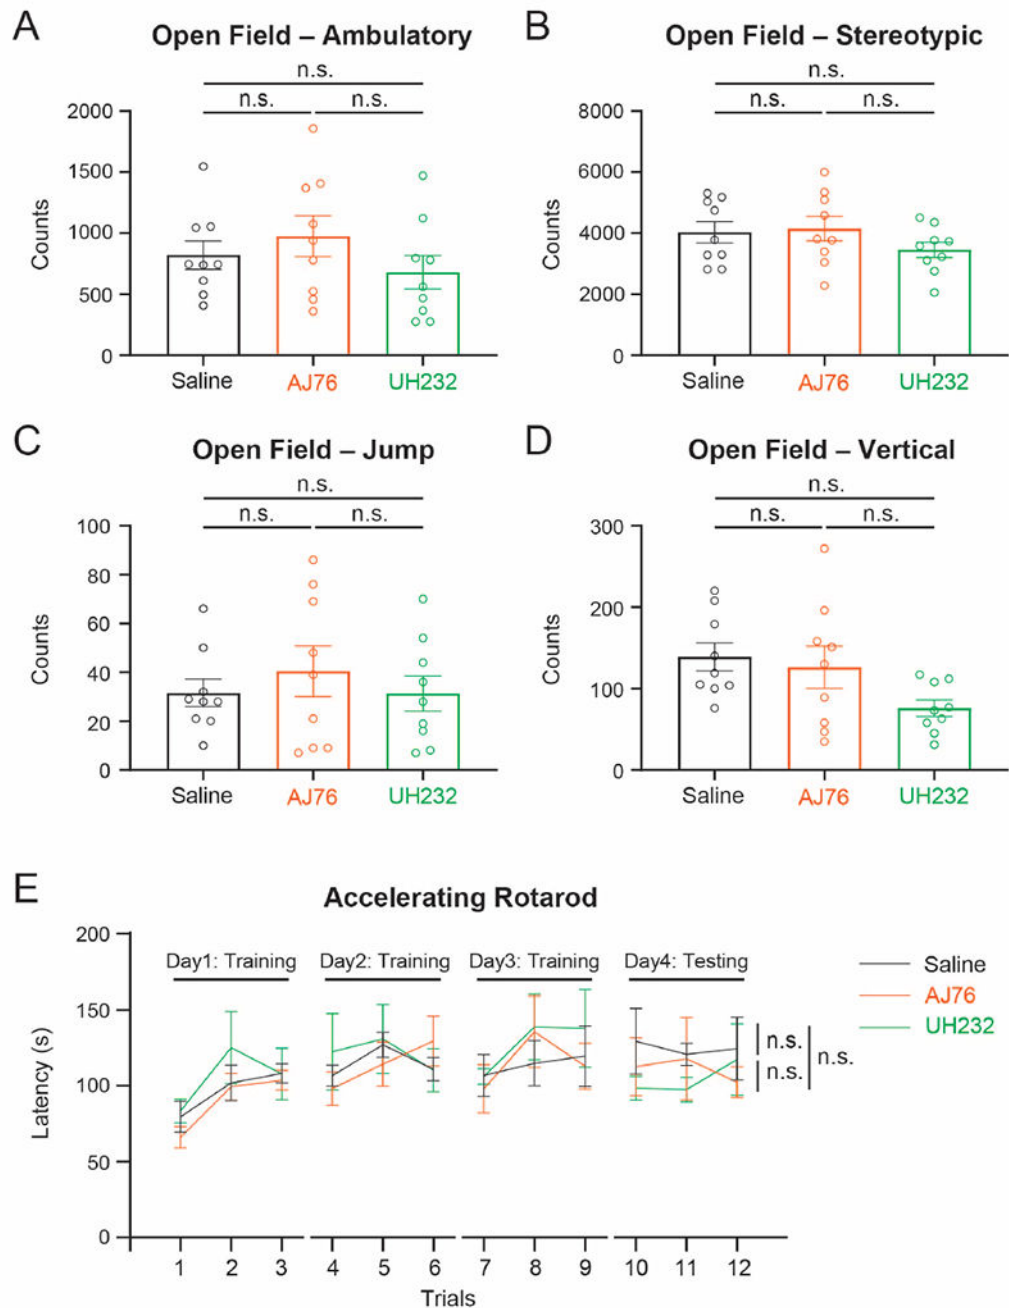 A
Open Field – Ambulatory
n.s.
n.s. n.s.
2000
1500
1000
500
0
Counts
Saline AJ76 UH232
B
Open Field – Stereotypic
n.s.
n.s. n.s.
8000
6000
4000
2000
0
Counts
Saline AJ76 UH232
C
Open Field – Jump
n.s.
n.s. n.s.
100
80
60
40
20
0
Counts
Saline AJ76 UH232
D
Open Field – Vertical
n.s.
n.s. n.s.
300
200
100
0
Counts
Saline AJ76 UH232
E
Accelerating Rotarod
200
150
100
50
0
Latency (s)
Day1: Training Day2: Training Day3: Training Day4: Testing
Saline
AJ76
UH232
n.s.
n.s.
n.s.
1 2 3 4 5 6 7 8 9 10 11 12
Trials